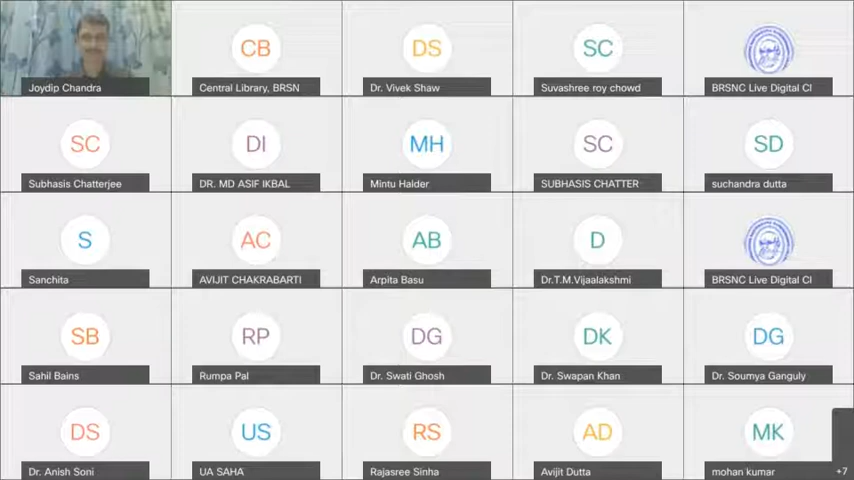 Joydip Chandra
CB
Central Library, BRSN
DS
Dr. Vivek Shaw
SC
Suvashree roy chowd
BRSNC Live Digital Cl
SC
Subhasis Chatterjee
DI
DR. MD ASIF IKBAL
MH
Mintu Halder
SC
SUBHASIS CHATTER
SD
suchandra dutta
S
Sanchita
AC
AVIJIT CHAKRABARTI
AB
Arpita Basu
D
Dr.T.M.Vijaalakshmi
BRSNC Live Digital Cl
SB
Sahil Bains
RP
Rumpa Pal
DG
Dr. Swati Ghosh
DK
Dr. Swapan Khan
DG
Dr. Soumya Ganguly
DS
Dr. Anish Soni
US
UA SAHA
RS
Rajasree Sinha
AD
Avijit Dutta
MK
mohan kumar
+7